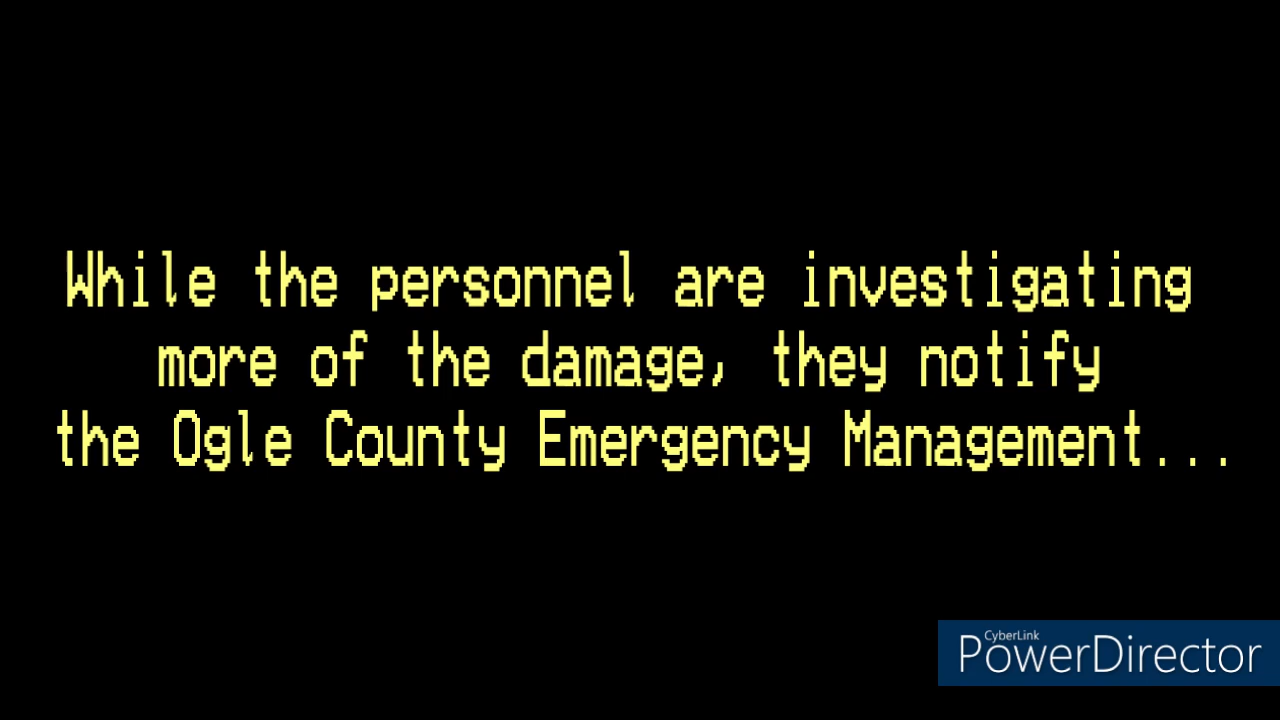 While the personnel are investigating
more of the damage, they notify
the Ogle County Emergency Management...
CyberLink
PowerDirector